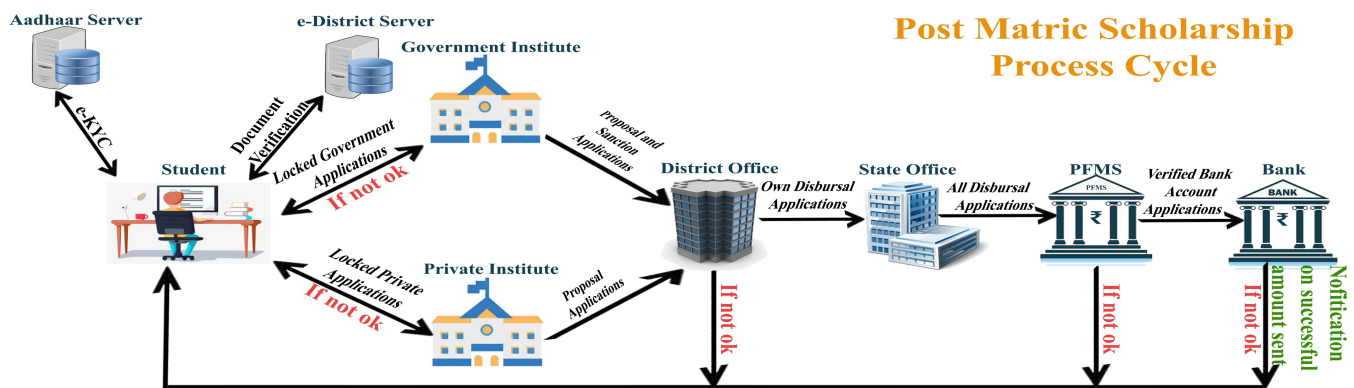 Post Matric Scholarship
Process Cycle
Aadhaar Server
e-District Server
Government Institute
e-KYC
Document
Verification
Locked Government
Applications
If not ok
Proposal and
Sanction
Applications
Student
District Office
Own Disbursal
Applications
State Office
All Disbursal
Applications
PFMS
PFMS
₹
Verified Bank
Account
Applications
Bank
BANK
₹
Locked Private
Applications
If not ok
Private Institute
Proposal
Applications
If not ok
If not ok
If not ok
Nofitication
on successful
amount sent